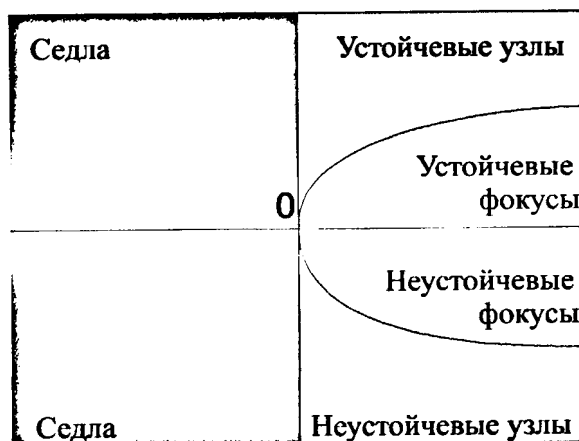 Седла
Устойчевые узлы
Устойчевые
фокусы
0
Неустойчевые
фокусы
Седла
Неустойчевые узлы